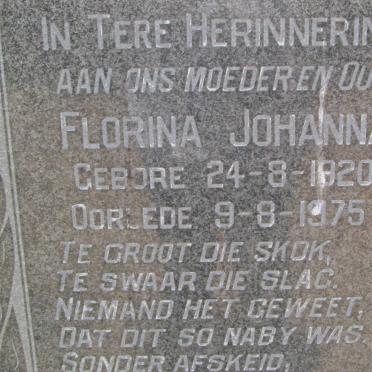 IN TERE HERINNERIN
AAN ONS MOEDER EN OU
FLORINA JOHANNA
GEBORE 24-8-1920
OORLEDE 9-8-1975
TE GROOT DIE SKOK,
TE SWAAR DIE SLAG.
NIEMAND HET GEWEET,
DAT DIT SO NABY WAS,
SONDER AFSKEID,